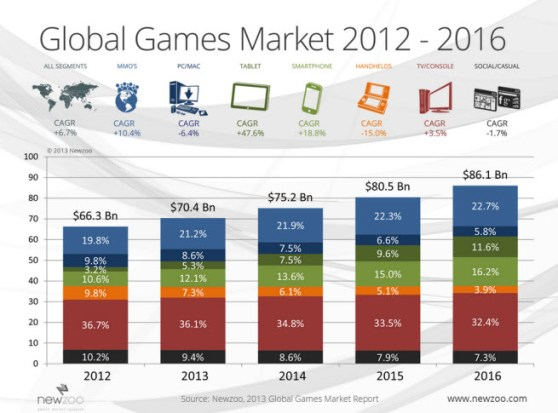 Global Games Market 2012 - 2016
ALL SEGMENTS MMO'S PC/MAC TABLET SMARTPHONE HANDHELDS TV/CONSOLE SOCIAL/CASUAL
CAGR CAGR CAGR CAGR CAGR CAGR CAGR CAGR
+6.7% +10.4% -6.4% +47.6% +18.8% -15.0% +3.5% -1.7%
© 2013 Newzoo
100
90
80
70
60
50
40
30
20
10
0
$66.3 Bn $70.4 Bn $75.2 Bn $80.5 Bn $86.1 Bn
19.8% 21.2% 21.9% 22.3% 22.7%
9.8% 8.6% 7.5% 6.6% 5.8%
3.2% 5.3% 7.5% 9.6% 11.6%
10.6% 12.1% 13.6% 15.0% 16.2%
9.8% 7.3% 6.1% 5.1% 3.9%
36.7% 36.1% 34.8% 33.5% 32.4%
10.2% 9.4% 8.6% 7.9% 7.3%
2012 2013 2014 2015 2016
newzoo
Source: Newzoo, 2013 Global Games Market Report
www.newzoo.com